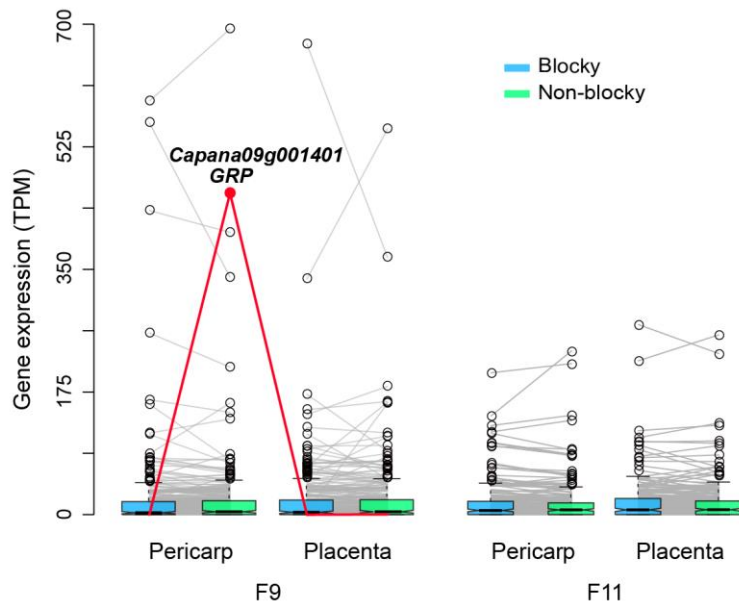 700
525
350
175
0
Gene expression (TPM)
Blocky
Non-blocky
Capana09g001401
GRP
Pericarp
Placenta
Pericarp
Placenta
F9
F11